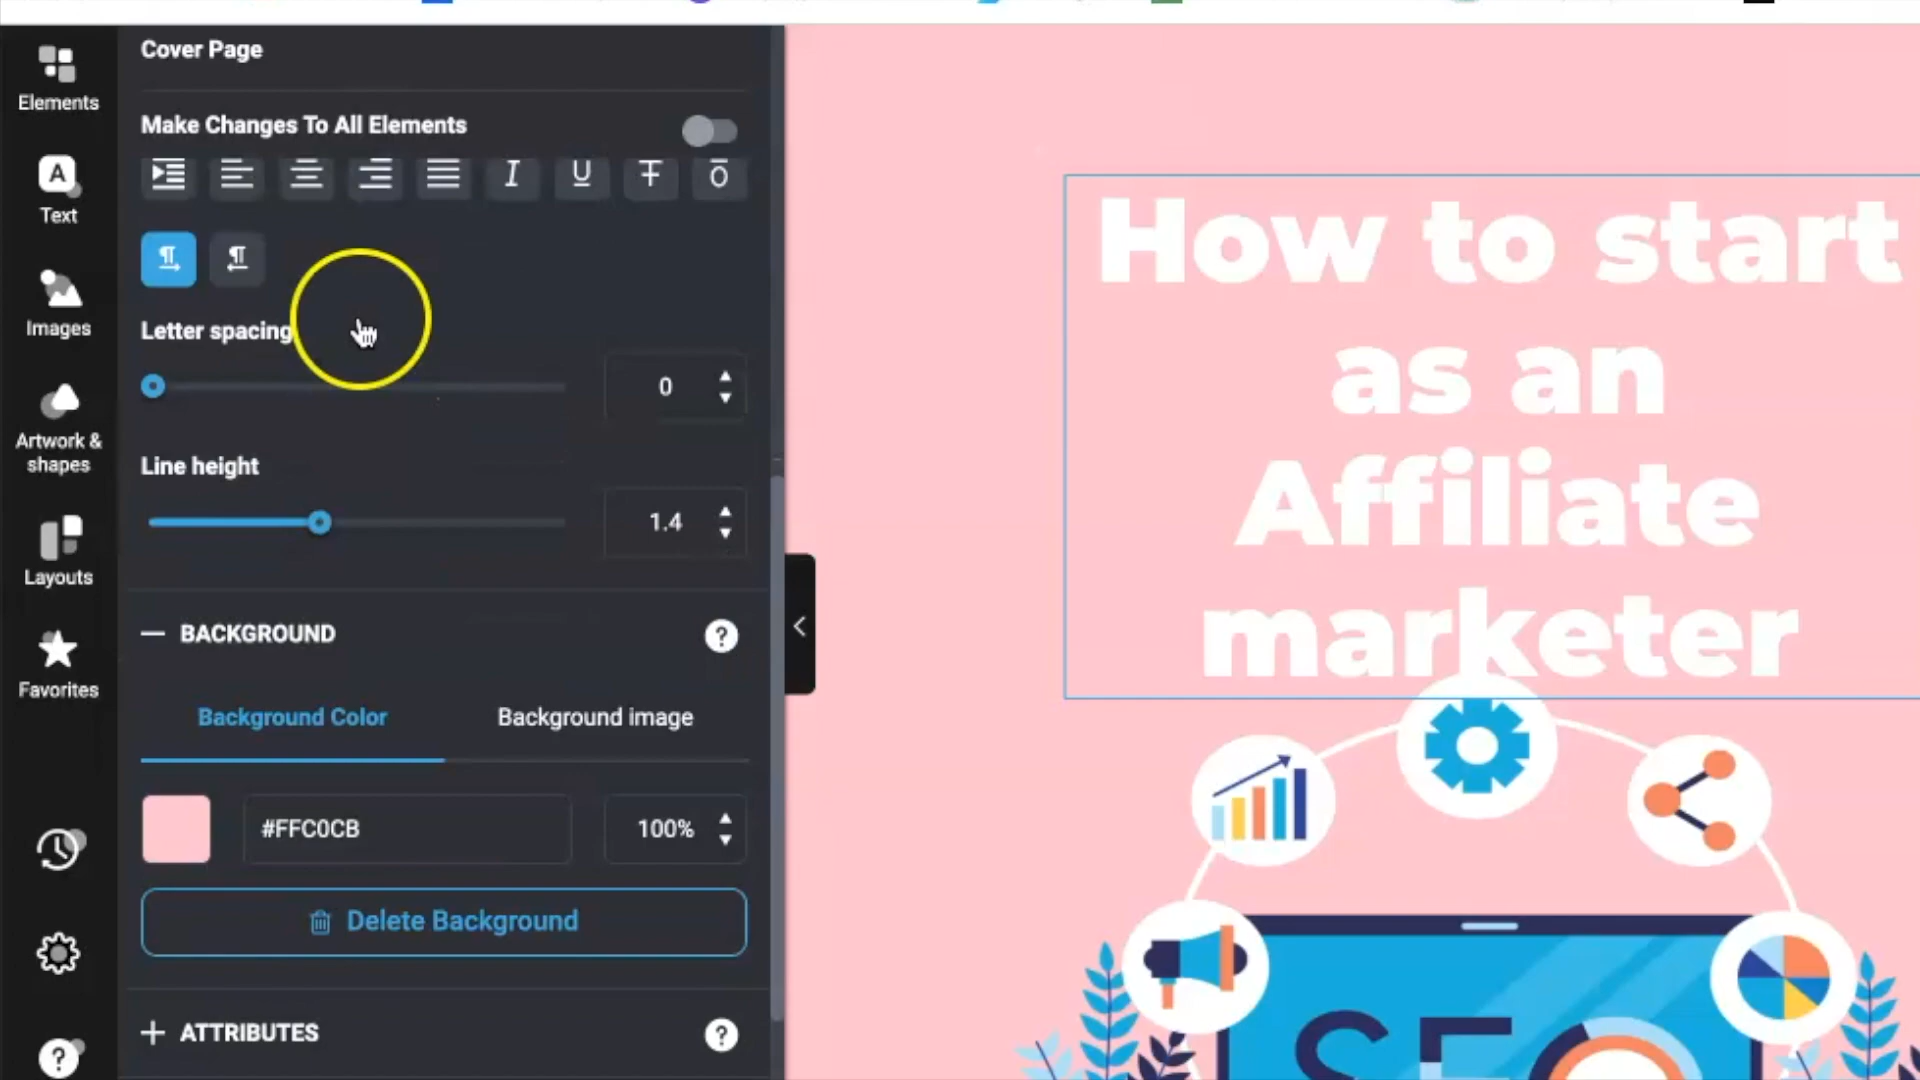 Elements
Text
Images
Artwork &
shapes
Layouts
Favorites
Cover Page
Make Changes To All Elements
Letter spacing
0
Line height
1.4
BACKGROUND
Background Color
Background image
#FFC0CB
100%
Delete Background
ATTRIBUTES
How to start
as an
Affiliate
marketer
SEO